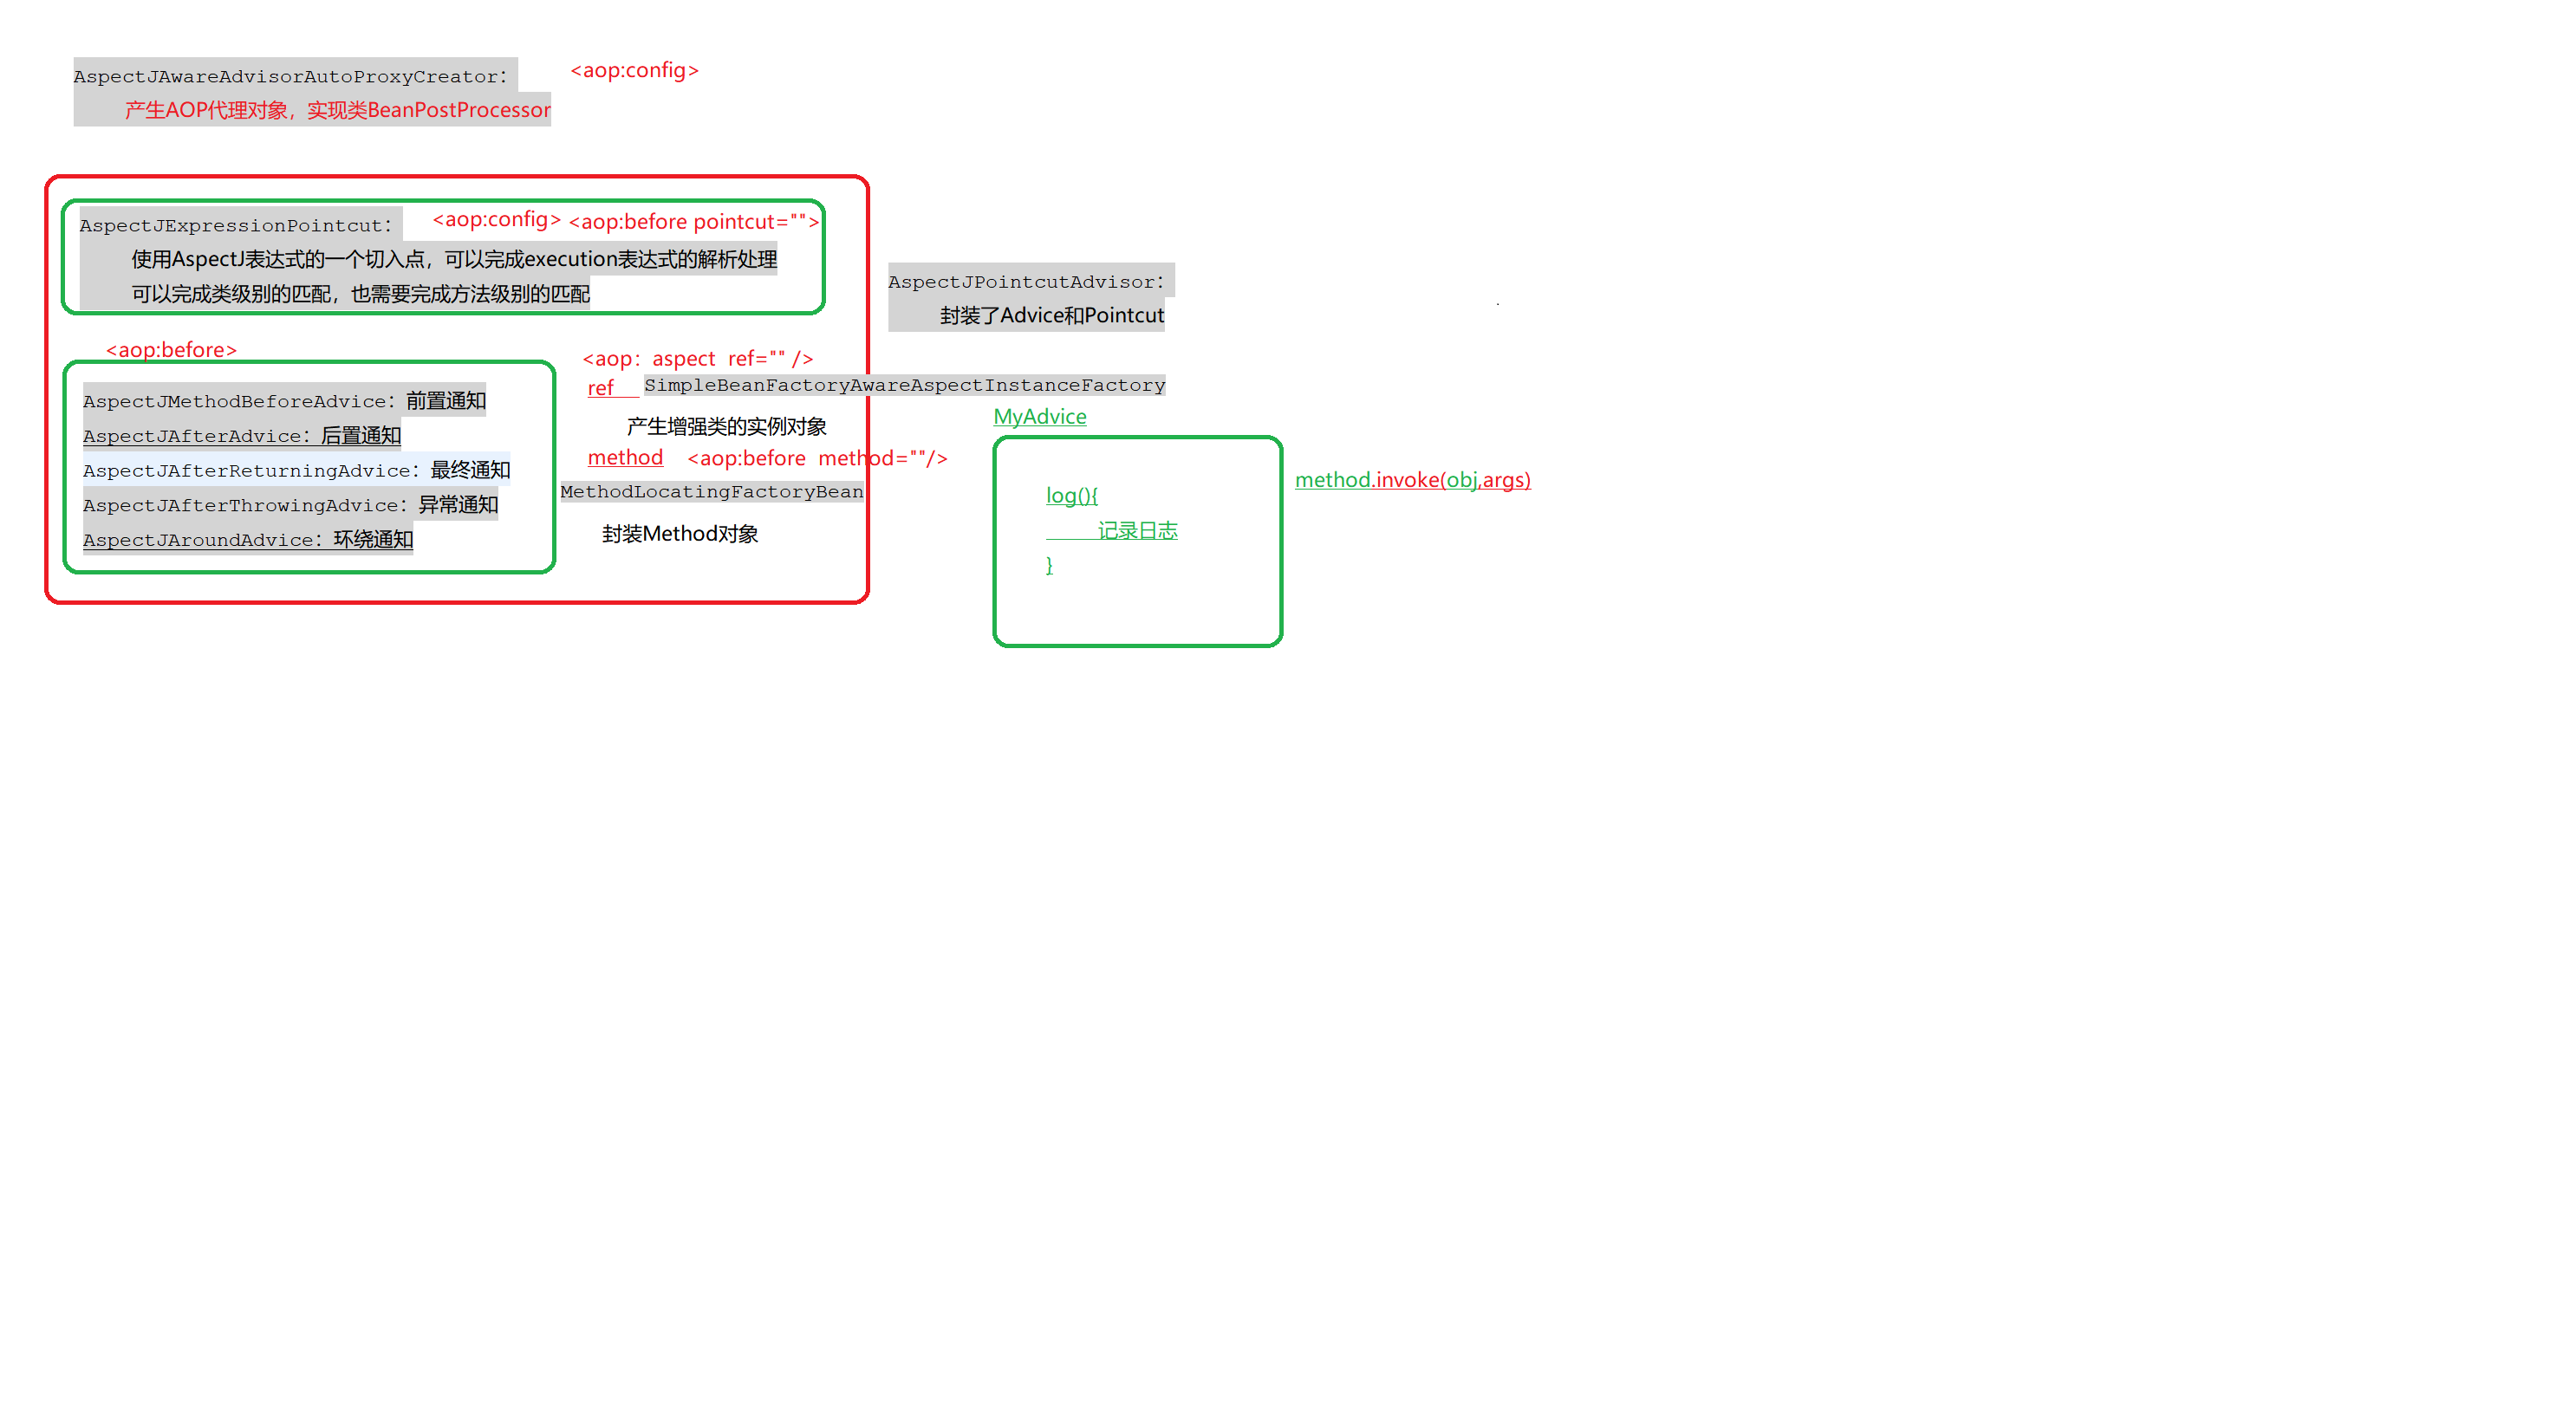 AspectJAwareAdvisorAutoProxyCreator: <aop:config>
产生AOP代理对象，实现类BeanPostProcessor
AspectJExpressionPointcut: <aop:config> <aop:before pointcut="">
使用AspectJ表达式的一个切入点，可以完成execution表达式的解析处理
可以完成类级别的匹配，也需要完成方法级别的匹配
AspectJPointcutAdvisor:
封装了Advice和Pointcut
<aop:before>
AspectJMethodBeforeAdvice：前置通知
AspectJAfterAdvice：后置通知
AspectJAfterReturningAdvice：最终通知
AspectJAfterThrowingAdvice：异常通知
AspectJAroundAdvice：环绕通知
<aop：aspect ref="" />
ref SimpleBeanFactoryAwareAspectInstanceFactory
产生增强类的实例对象
method <aop:before method=""/>
MethodLocatingFactoryBean
封装Method对象
MyAdvice
log(){
记录日志
}
method.invoke(obj,args)